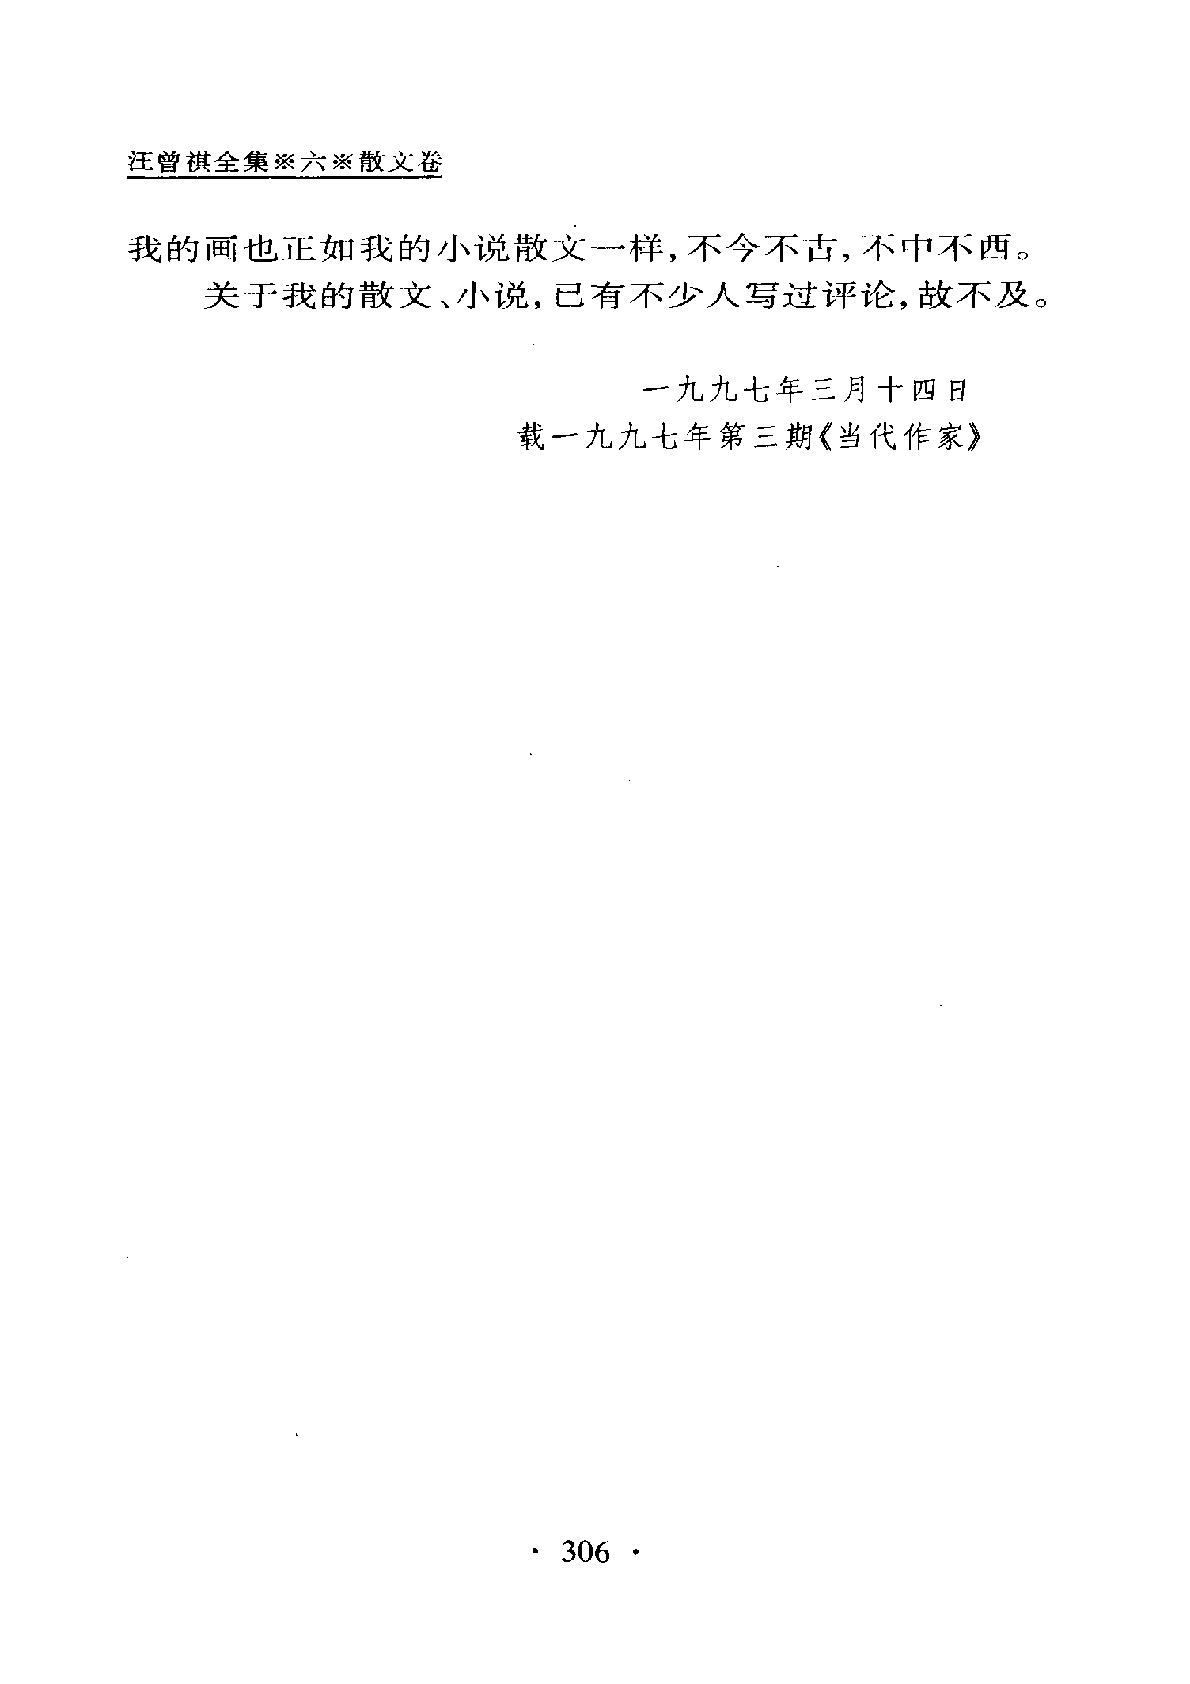 汪曾祺全集※六※散文卷
我的画也正如我的小说散文一样,不今不古,不中不西。
关于我的散文、小说,已有不少人写过评论,故不及。
一九九七年三月十四日
载一九九七年第三期《当代作家》
· 306 ·